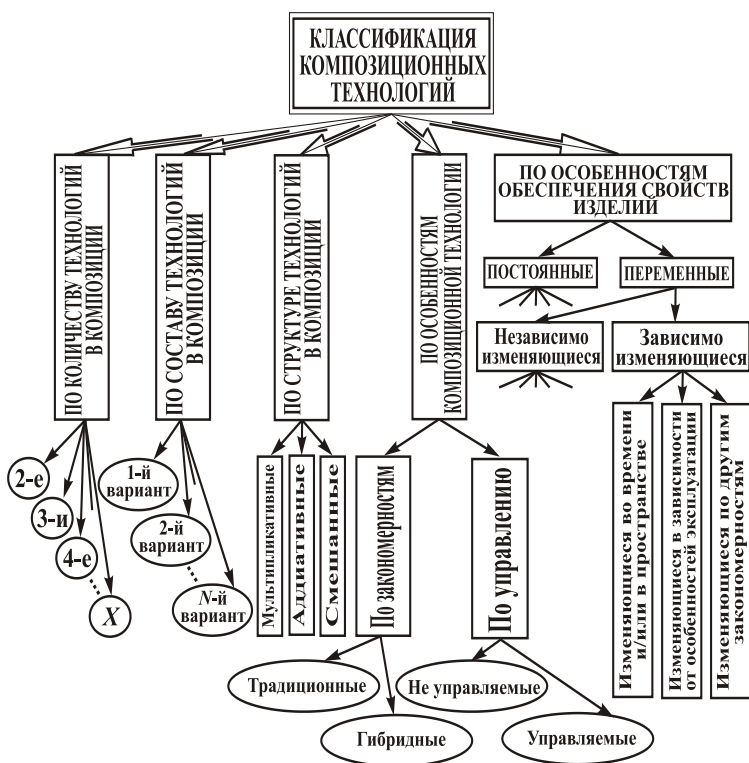 КЛАССИФИКАЦИЯ
КОМПОЗИЦИОННЫХ
ТЕХНОЛОГИЙ
ПО КОЛИЧЕСТВУ ТЕХНОЛОГИЙ
В КОМПОЗИЦИИ
ПО СОСТАВУ ТЕХНОЛОГИЙ
В КОМПОЗИЦИИ
ПО СТРУКТУРЕ ТЕХНОЛОГИЙ
В КОМПОЗИЦИИ
ПО ОСОБЕННОСТЯМ
КОМПОЗИЦИОННОЙ ТЕХНОЛОГИИ
ПО ОСОБЕННОСТЯМ
ОБЕСПЕЧЕНИЯ СВОЙСТВ
ИЗДЕЛИЙ
ПОСТОЯННЫЕ
ПЕРЕМЕННЫЕ
Независимо
изменяющиеся
Зависимо
изменяющиеся
2-е
3-и
4-е
X
1-й
вариант
2-й
вариант
N-й
вариант
Мультипликативные
Аддиативные
Смешанные
По закономерностям
По управлению
Изменяющиеся во времени
и/или в пространстве
Изменяющиеся в зависимости
от особенностей эксплуатации
Изменяющиеся по другим
закономерностям
Традиционные
Не управляемые
Гибридные
Управляемые